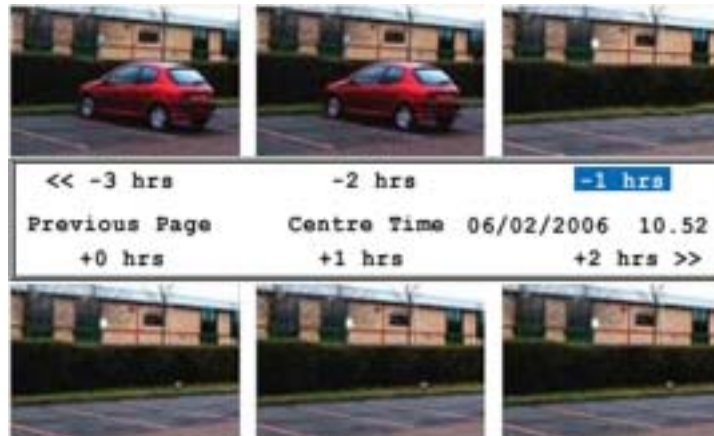 << -3 hrs -2 hrs -1 hrs
Previous Page Centre Time 06/02/2006 10.52
+0 hrs +1 hrs +2 hrs >>